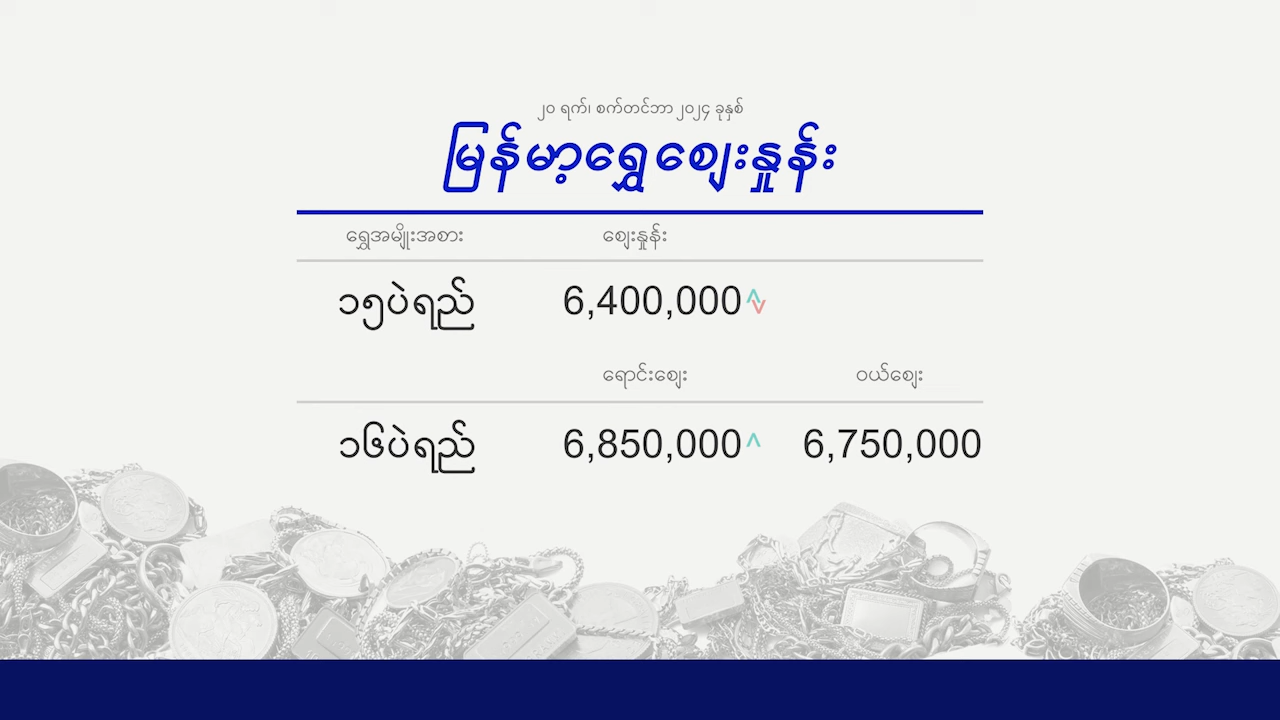 ၂၀ ရက်၊ စက်တင်ဘာ ၂၀၂၄ ခုနှစ်
မြန်မာ့ရွှေဈေးနှုန်း
ရွှေအမျိုးအစား ဈေးနှုန်း
၁၅ပဲရည် 6,400,000
ရောင်းဈေး ဝယ်ဈေး
၁၆ပဲရည် 6,850,000 6,750,000